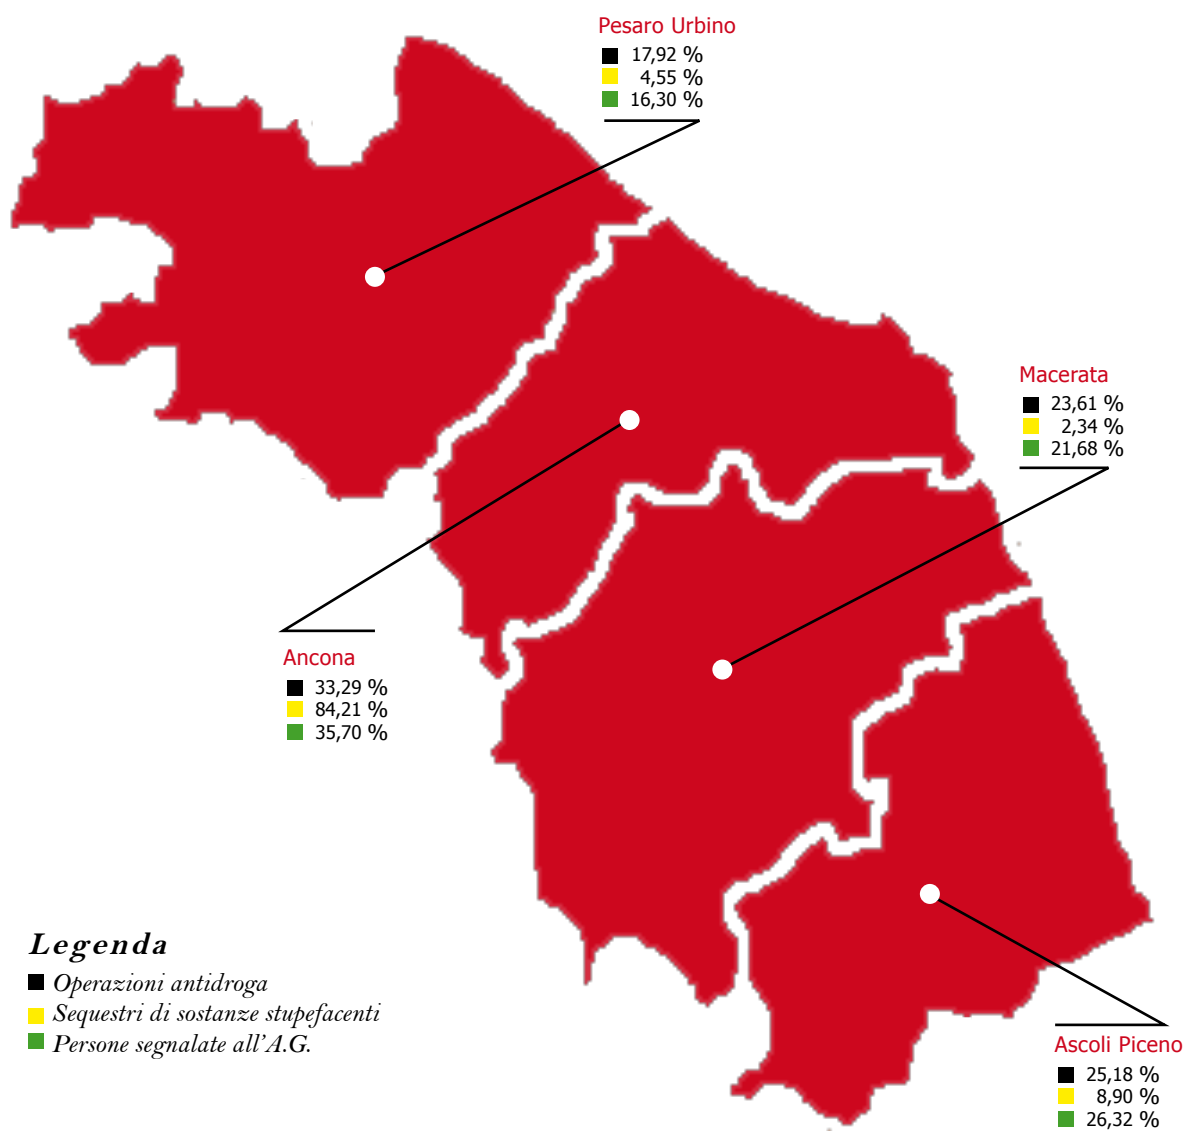 Pesaro Urbino
17,92 %
4,55 %
16,30 %
Macerata
23,61 %
2,34 %
21,68 %
Ancona
33,29 %
84,21 %
35,70 %
Legenda
Operazioni antidroga
Sequestri di sostanze stupefacenti
Persone segnalate all'A.G.
Ascoli Piceno
25,18 %
8,90 %
26,32 %